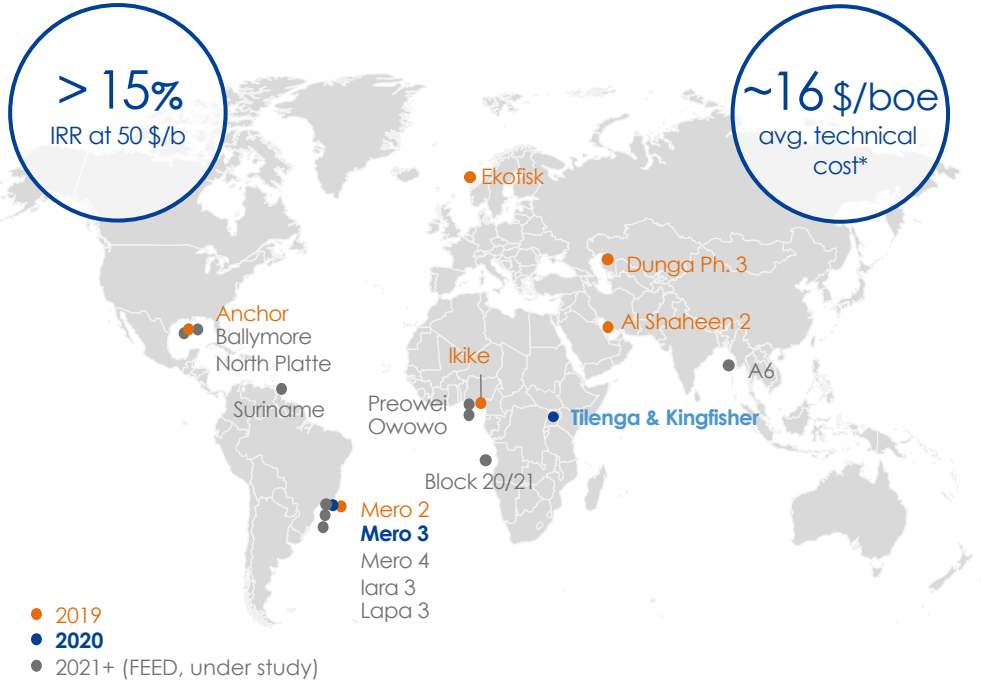 > 15%
IRR at 50 $/b
~16 $/boe
avg. technical
cost*
Ekofisk
Dunga Ph. 3
Al Shaheen 2
Anchor
Ballymore
North Platte
Suriname
Ikike
Preowei
Owowo
A6
Tilenga & Kingfisher
Block 20/21
Mero 2
Mero 3
Mero 4
Iara 3
Lapa 3
2019
2020
2021+ (FEED, under study)